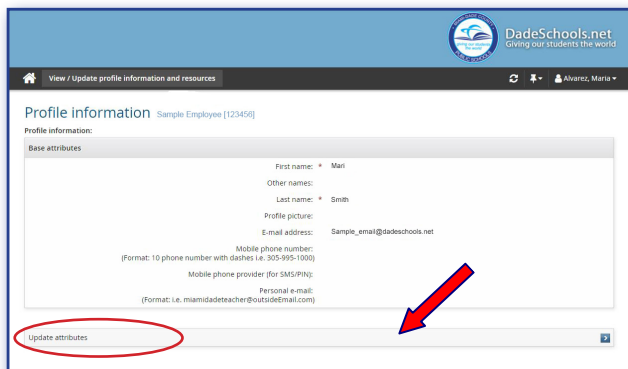 DadeSchools.net
Giving our students the world
View / Update profile information and resources
Alvarez, Maria
Profile information Sample Employee [123456]
Profile information:
Base attributes
First name: * Mari
Other names:
Last name: * Smith
Profile picture:
E-mail address: Sample_email@dadeschools.net
Mobile phone number:
(Format: 10 phone number with dashes i.e. 305-995-1000)
Mobile phone provider (for SMS/PIN):
Personal e-mail:
(Format: i.e. miamidadeteacher@outsideEmail.com)
Update attributes